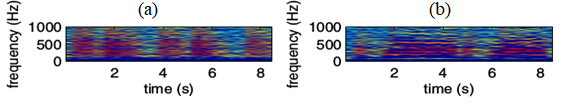 (a) (b)
frequency (Hz) 1000 500 0 frequency (Hz) 1000 500 0
2 4 6 8 2 4 6 8
time (s) time (s)